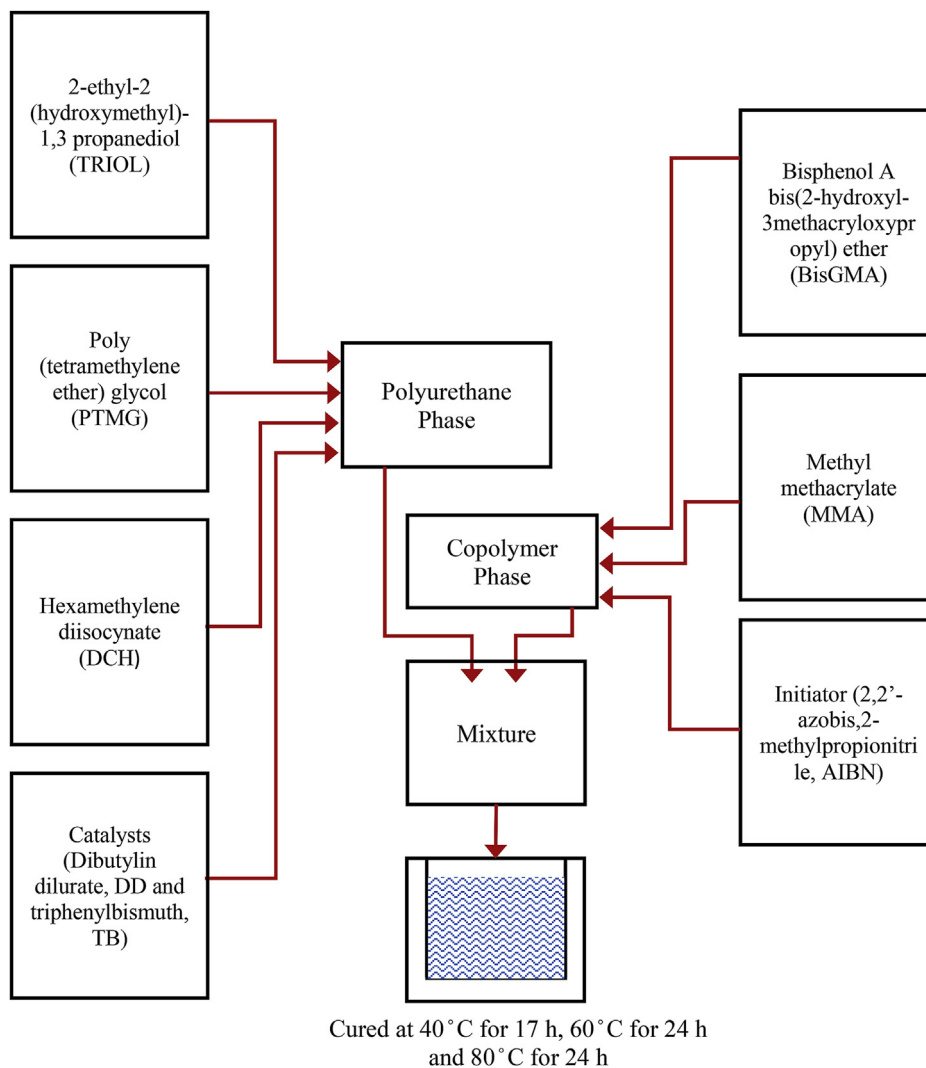 2-ethyl-2
(hydroxymethyl)-
1,3 propanediol
(TRIOL)
Poly
(tetramethylene
ether) glycol
(PTMG)
Hexamethylene
diisocynate
(DCH)
Catalysts
(Dibutylin
dilurate, DD and
triphenylbismuth,
TB)
Polyurethane
Phase
Copolymer
Phase
Mixture
Bisphenol A
bis(2-hydroxyl-
3methacryloxypr
opyl) ether
(BisGMA)
Methyl
methacrylate
(MMA)
Initiator (2,2’-
azobis,2-
methylpropionitri
le, AIBN)
Cured at 40˚C for 17 h, 60˚C for 24 h
and 80˚C for 24 h